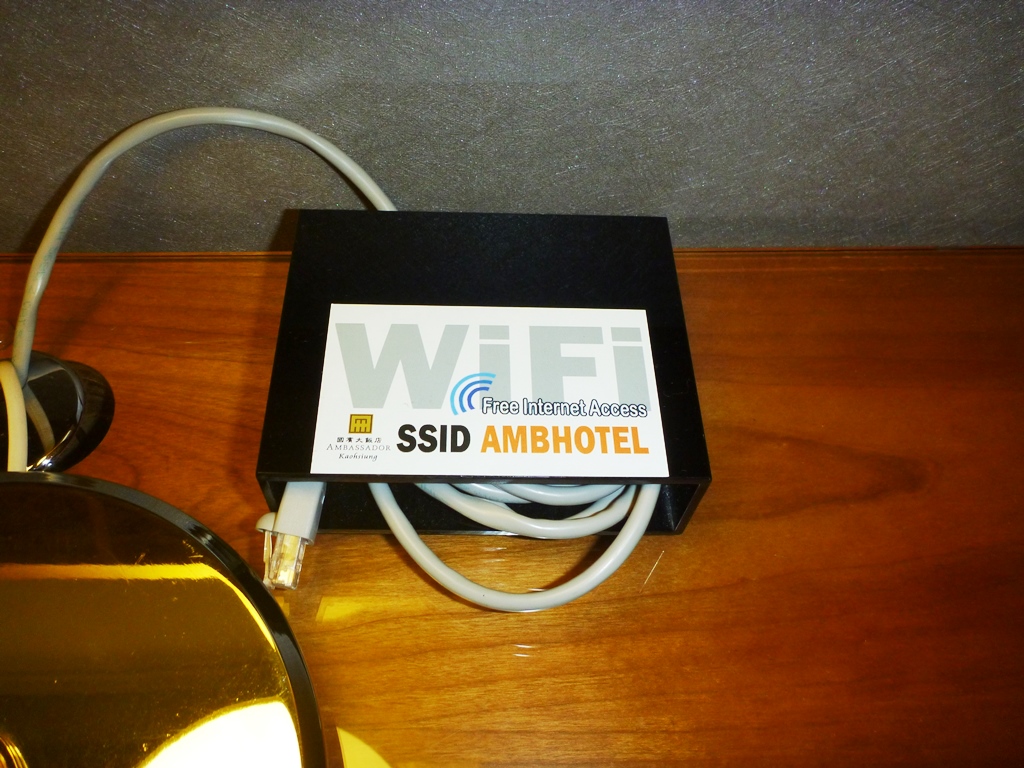 WiFi
Free Internet Access
國賓大飯店
AMBASSADOR
Kaohsiung
SSID AMBHOTEL